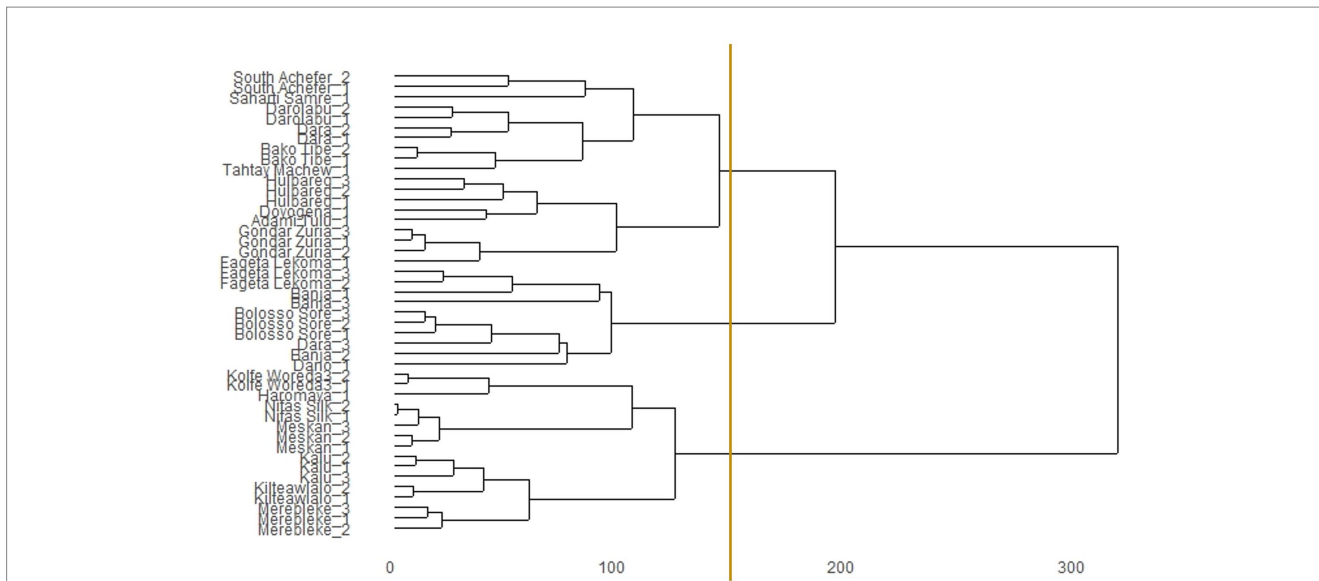 South Achefer_2
South Achefer_1
Saharti Samre_1
Darolabu_2
Darolabu_1
Dara_2
Dara_1
Bako Tibe_2
Bako Tibe_1
Tahtay Machew_1
Hulbareg_3
Hulbareg_2
Hulbareg_1
Doyogena_1
Adami Tulu_1
Gondar Zuria_3
Gondar Zuria_1
Gondar Zuria_2
Fageta Lekoma_1
Fageta Lekoma_3
Fageta Lekoma_2
Banja_1
Banja_3
Bolosso Sore_3
Bolosso Sore_2
Bolosso Sore_1
Dara_3
Banja_2
Dano_1
Kolfe Woreda3_2
Kolfe Woreda3_1
Haromaya_1
Nifas Silk_2
Nifas Silk_1
Meskan_3
Meskan_2
Meskan_1
Kalu_2
Kalu_1
Kalu_3
Kilteawlalo_2
Kilteawlalo_1
Merebleke_3
Merebleke_1
Merebleke_2
0 100 200 300